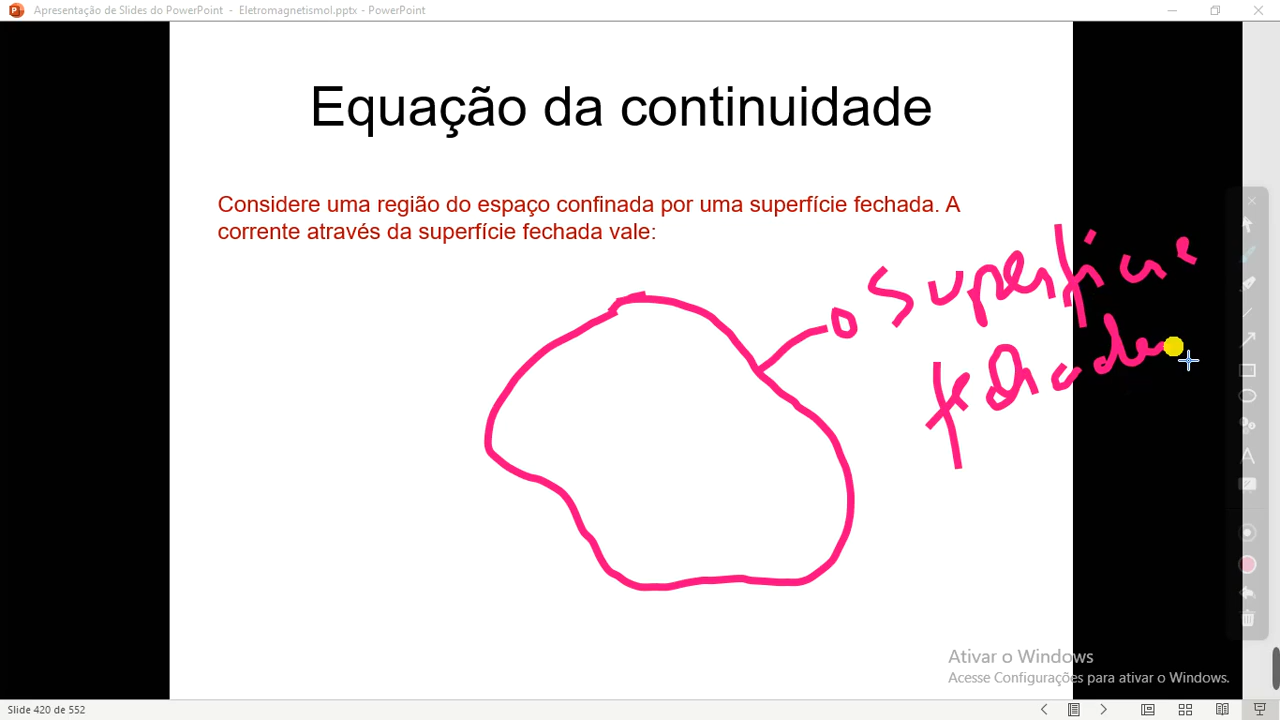 Apresentação de Slides do PowerPoint - Eletromagnetismol.pptx - PowerPoint
Equação da continuidade
Considere uma região do espaço confinada por uma superfície fechada. A
corrente através da superfície fechada vale:
superfície
fechada
Ativar o Windows
Acesse Configurações para ativar o Windows.
Slide 420 de 552